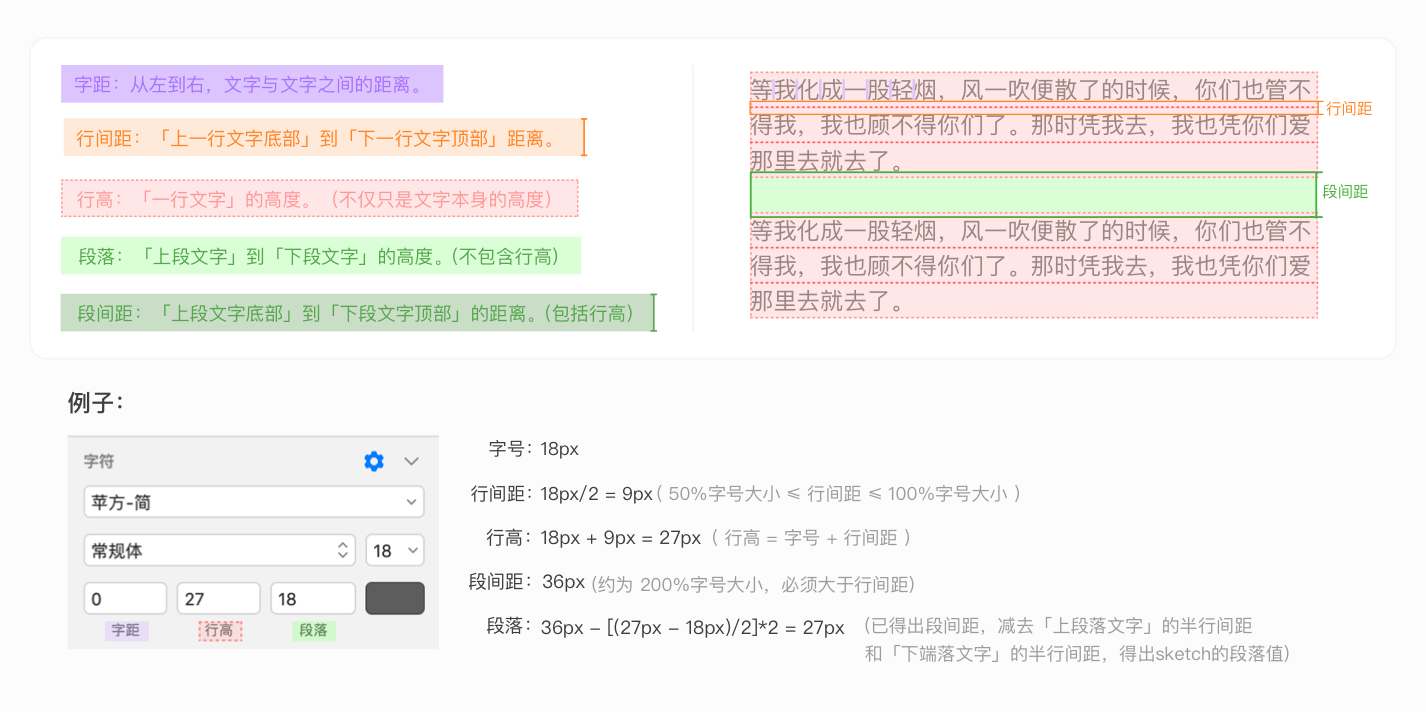 字距：从左到右，文字与文字之间的距离。
行间距：「上一行文字底部」到「下一行文字顶部」距离。
行高：「一行文字」的高度。（不仅只是文字本身的高度）
段落：「上段文字」到「下段文字」的高度。（不包含行高）
段间距：「上段文字底部」到「下段文字顶部」的距离。（包括行高）
等我化成一股轻烟，风一吹便散了的时候，你们也管不
行间距
得我，我也顾不得你们了。那时凭我去，我也凭你们爱
那里去就去了。
段间距
等我化成一股轻烟，风一吹便散了的时候，你们也管不
得我，我也顾不得你们了。那时凭我去，我也凭你们爱
那里去就去了。
例子：
字符
苹方-简
常规体 18
0 27 18
字距 行高 段落
字号：18px
行间距：18px/2 = 9px（ 50%字号大小 ≤ 行间距 ≤ 100%字号大小 ）
行高：18px + 9px = 27px （ 行高 = 字号 + 行间距 ）
段间距：36px （约为 200%字号大小，必须大于行间距）
段落：36px – [(27px – 18px)/2]*2 = 27px （已得出段间距，减去「上段落文字」的半行间距
和「下端落文字」的半行间距，得出sketch的段落值）